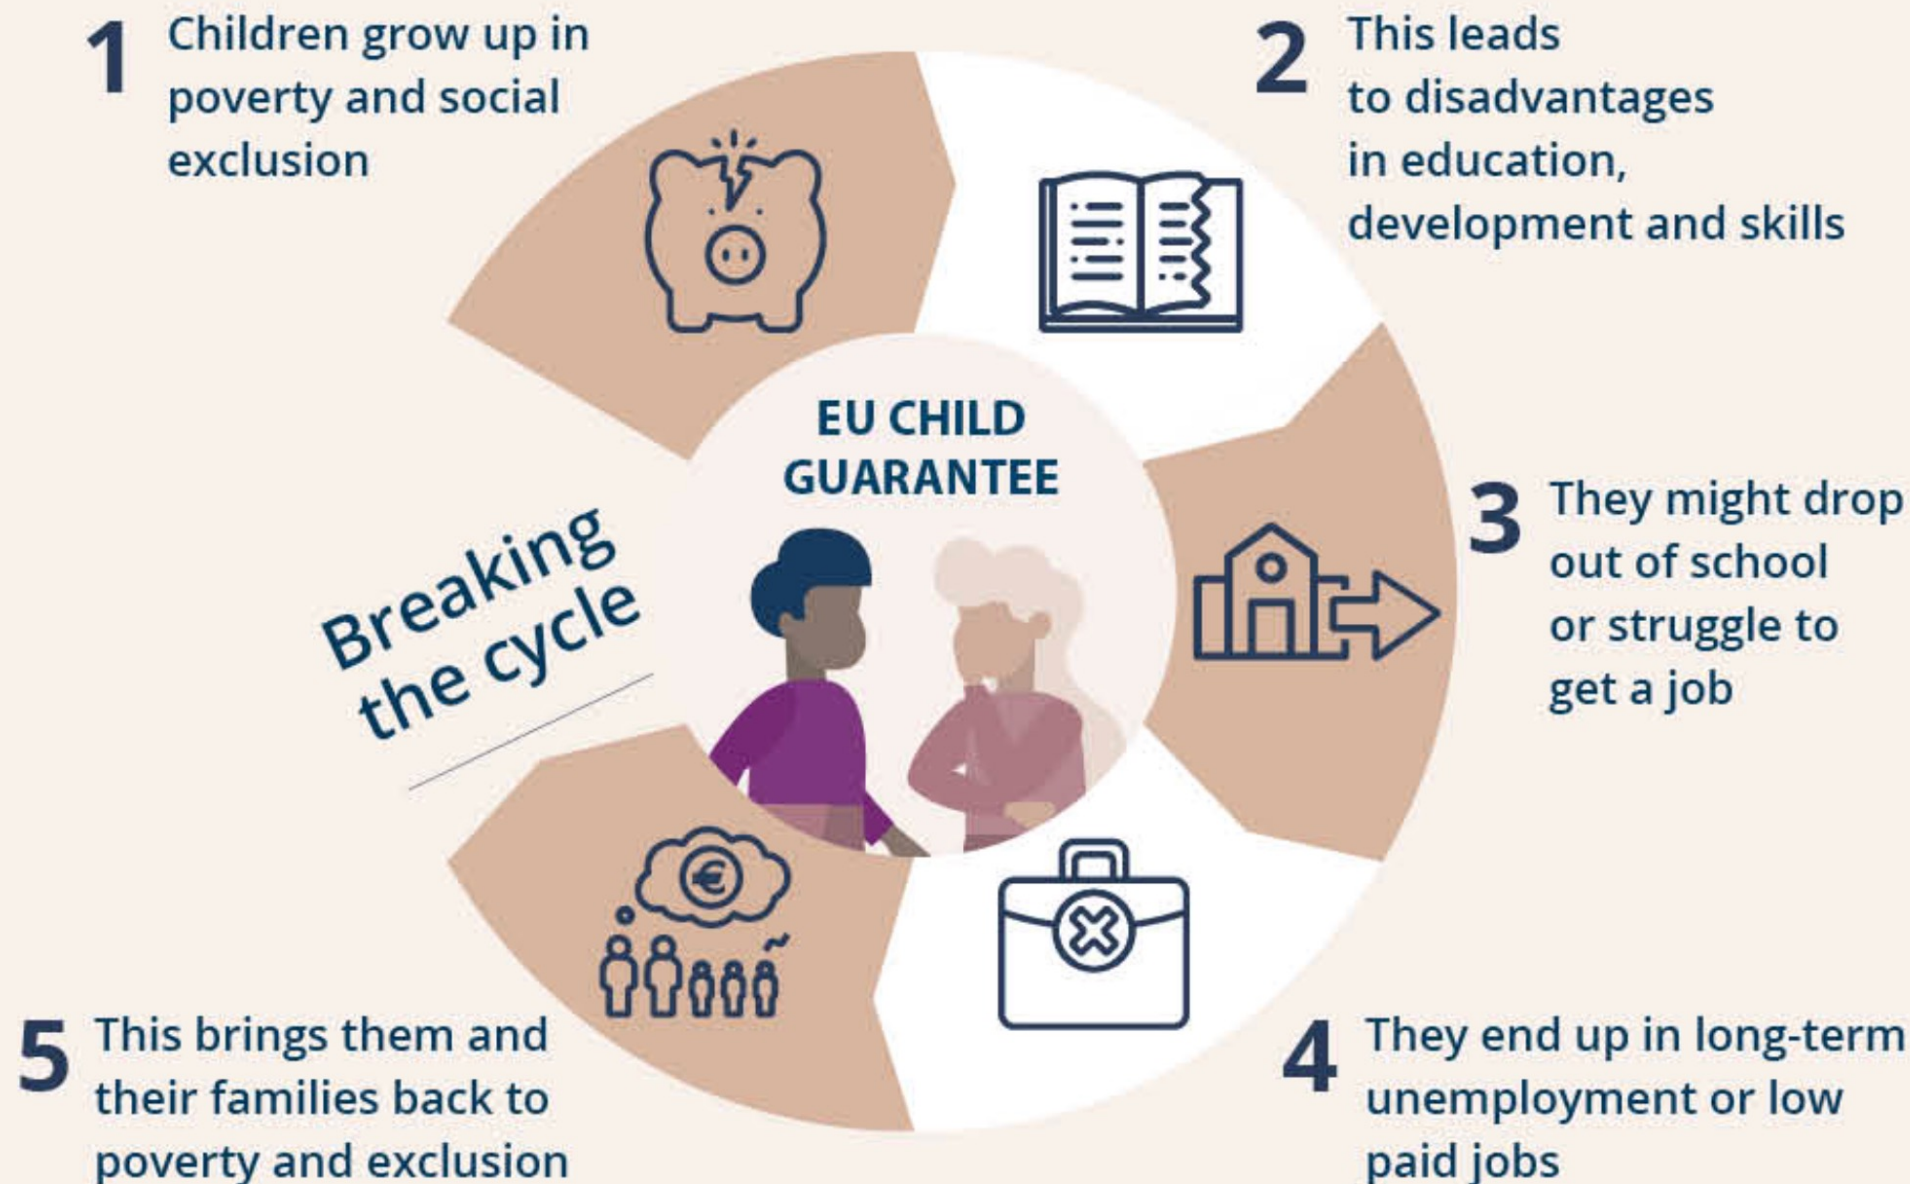 1
Children grow up in
poverty and social
exclusion
2
This leads
to disadvantages
in education,
development and skills
3
They might drop
out of school
or struggle to
get a job
4
They end up in long-term
unemployment or low
paid jobs
5
This brings them and
their families back to
poverty and exclusion
Breaking
the cycle
EU CHILD
GUARANTEE
€